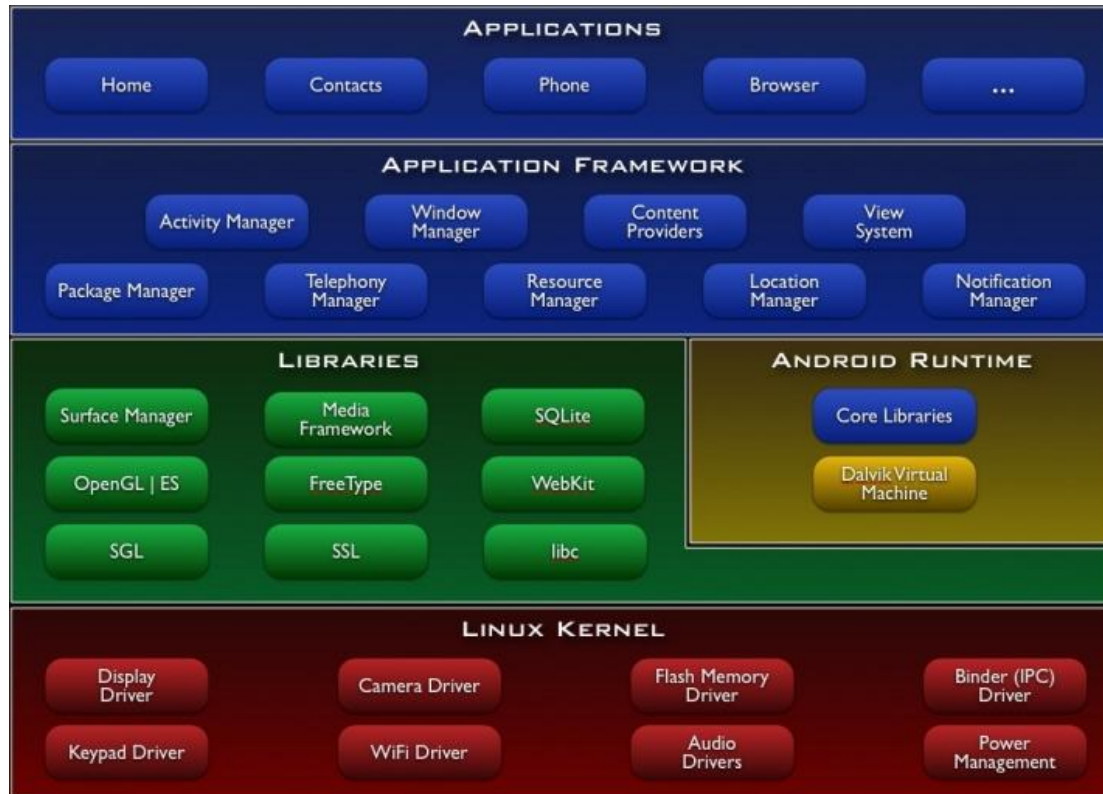 APPLICATIONS
Home
Contacts
Phone
Browser
...
APPLICATION FRAMEWORK
Activity Manager
Window
Manager
Content
Providers
View
System
Package Manager
Telephony
Manager
Resource
Manager
Location
Manager
Notification
Manager
LIBRARIES
Surface Manager
Media
Framework
SQLite
OpenGL | ES
FreeType
WebKit
SGL
SSL
libc
ANDROID RUNTIME
Core Libraries
Dalvik Virtual
Machine
LINUX KERNEL
Display
Driver
Camera Driver
Flash Memory
Driver
Binder (IPC)
Driver
Keypad Driver
WiFi Driver
Audio
Drivers
Power
Management